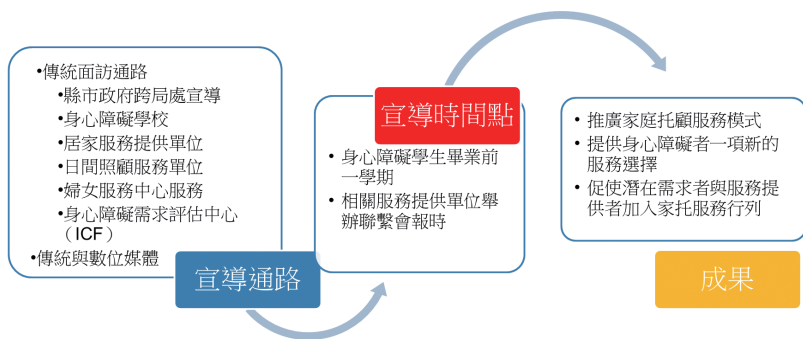 •傳統面訪通路
•縣市政府跨局處宣導
•身心障礙學校
•居家服務提供單位
•日間照顧服務單位
•婦女服務中心服務
•身心障礙需求評估中心
（ICF）
•傳統與數位媒體
宣導通路
宣導時間點
• 身心障礙學生畢業前
一學期
• 相關服務提供單位舉
辦聯繫會報時
• 推廣家庭托顧服務模式
• 提供身心障礙者一項新的
服務選擇
• 促使潛在需求者與服務提
供者加入家托服務行列
成果